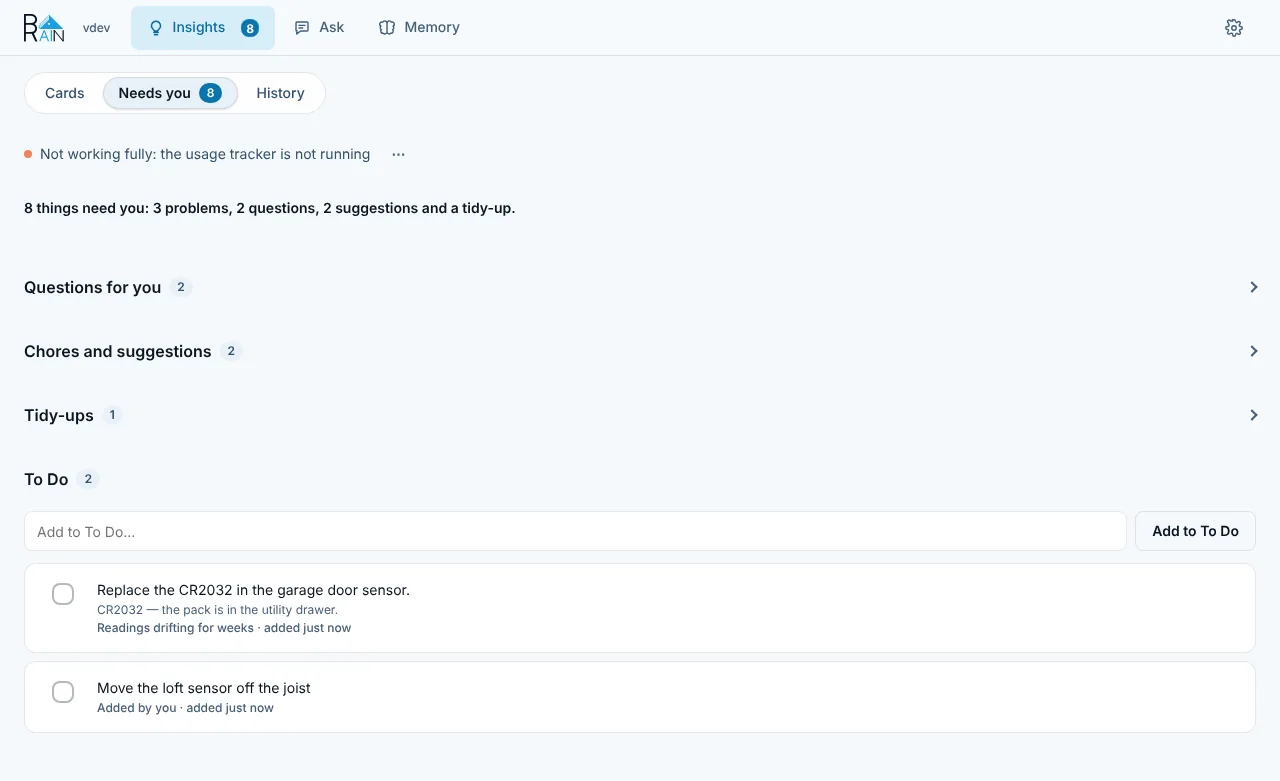 BRAIN
vdev
Insights 8
Ask
Memory
Cards
Needs you 8
History
Not working fully: the usage tracker is not running ···
8 things need you: 3 problems, 2 questions, 2 suggestions and a tidy-up.
Questions for you 2
Chores and suggestions 2
Tidy-ups 1
To Do 2
Add to To Do...
Add to To Do
Replace the CR2032 in the garage door sensor.
CR2032 — the pack is in the utility drawer.
Readings drifting for weeks · added just now
Move the loft sensor off the joist
Added by you · added just now